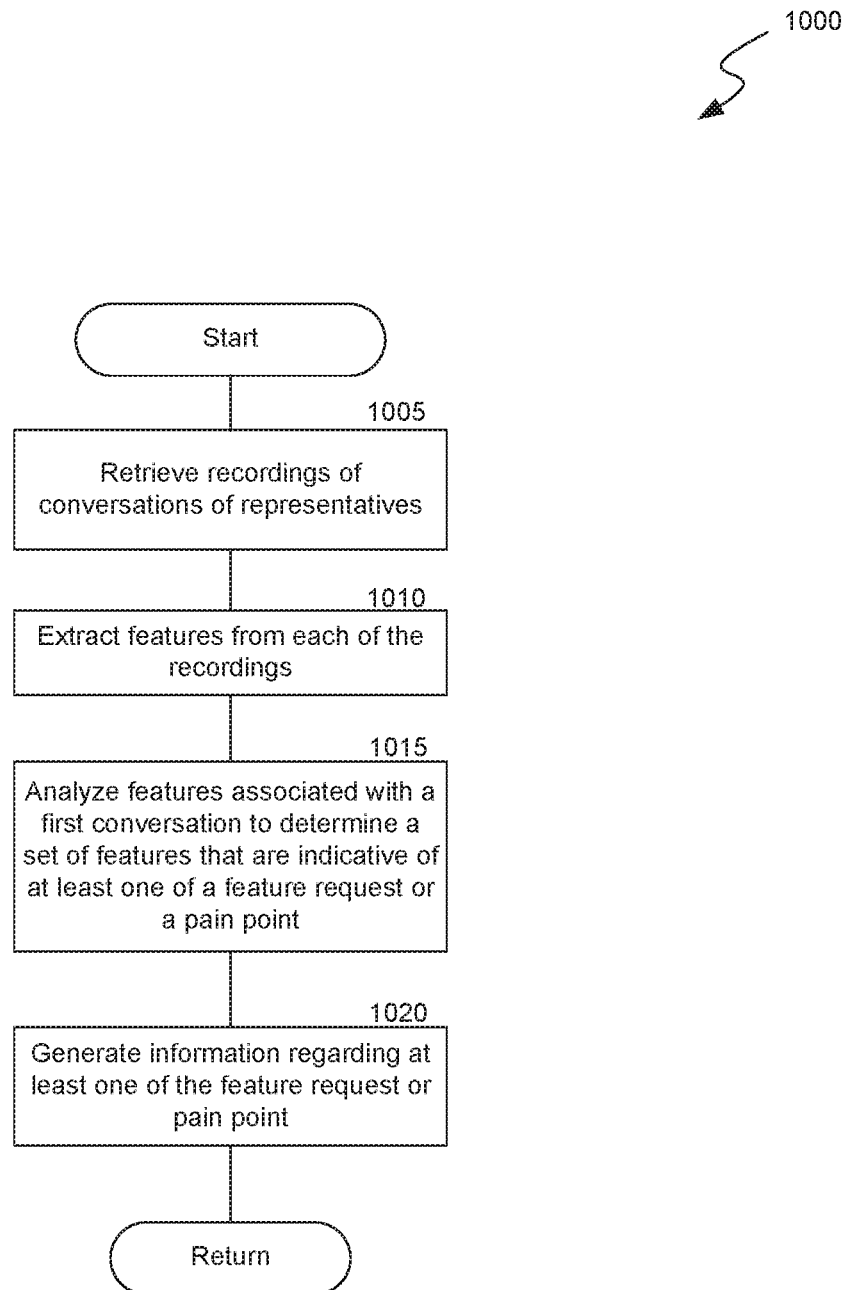 1000
Start
1005
Retrieve recordings of
conversations of representatives
1010
Extract features from each of the
recordings
1015
Analyze features associated with a
first conversation to determine a
set of features that are indicative of
at least one of a feature request or
a pain point
1020
Generate information regarding at
least one of the feature request or
pain point
Return